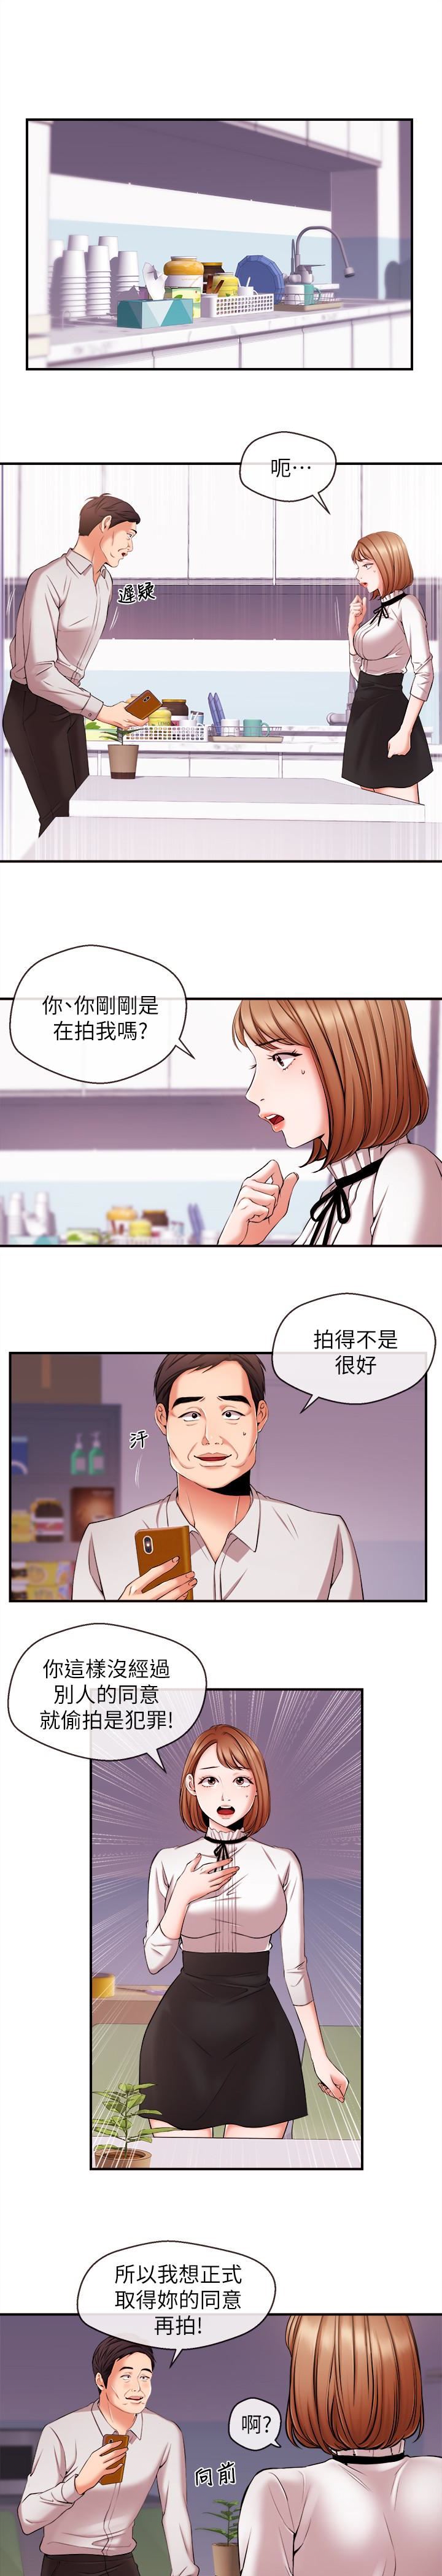 呃…
遲疑
你、你剛剛是
在拍我嗎?
拍得不是
很好
汗
你這樣沒經過
別人的同意
就偷拍是犯罪!
所以我想正式
取得妳的同意
再拍!
啊?
向前